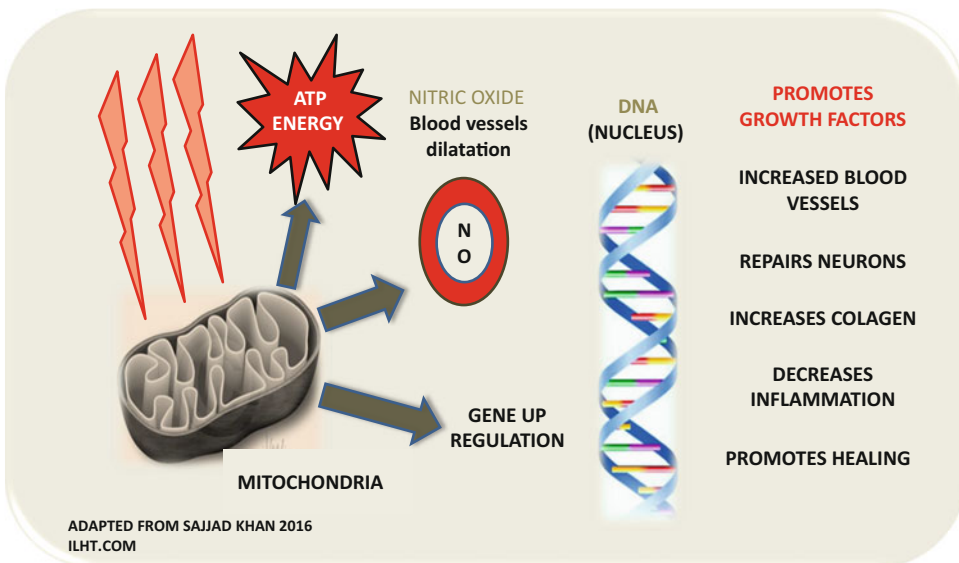 ATP
ENERGY
NITRIC OXIDE
Blood vessels
dilatation
N
O
GENE UP
REGULATION
MITOCHONDRIA
DNA
(NUCLEUS)
PROMOTES
GROWTH FACTORS
INCREASED BLOOD
VESSELS
REPAIRS NEURONS
INCREASES COLAGEN
DECREASES
INFLAMMATION
PROMOTES HEALING
ADAPTED FROM SAJJAD KHAN 2016
ILHT.COM